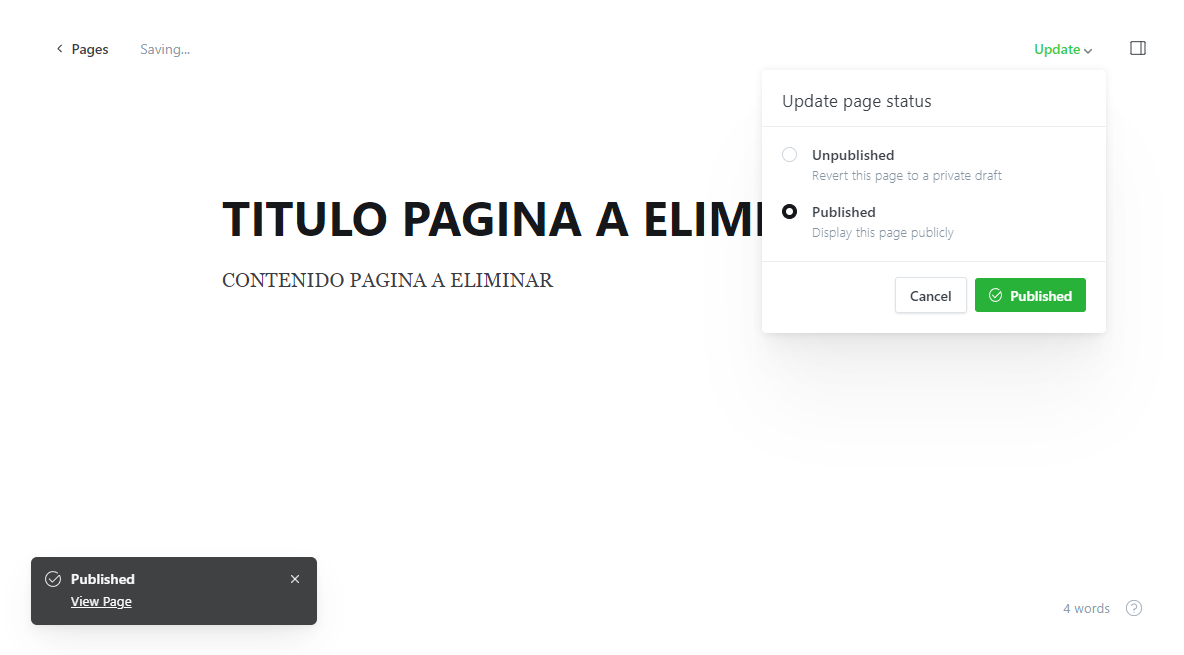 Pages
Saving...
Update
Update page status
Unpublished
Revert this page to a private draft
Published
Display this page publicly
Cancel
Published
TITULO PAGINA A ELIMI
CONTENIDO PAGINA A ELIMINAR
Published
View Page
4 words
?